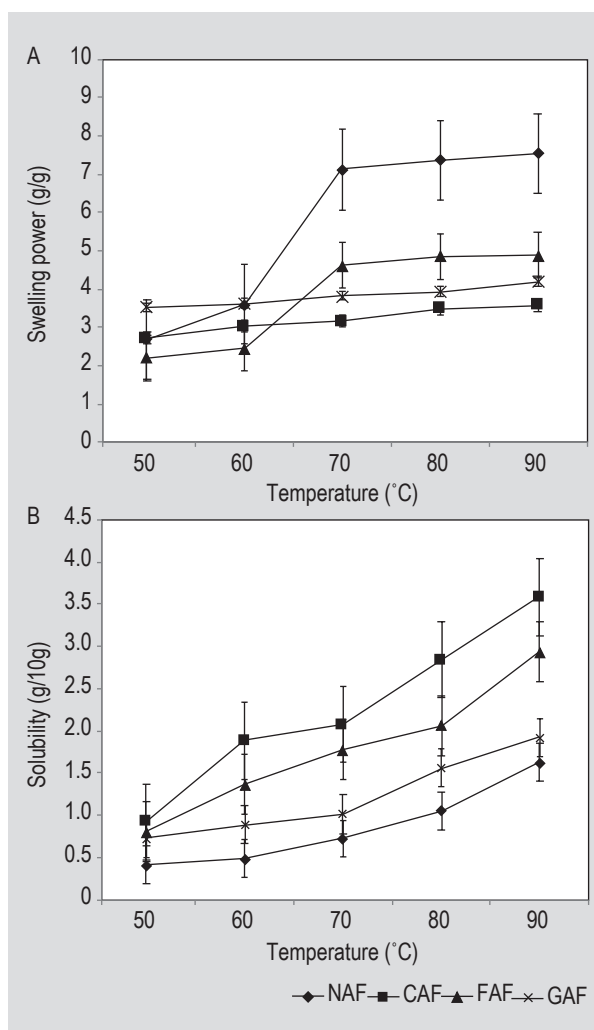 A
Swelling power (g/g)
10
9
8
7
6
5
4
3
2
1
0
50 60 70 80 90
Temperature (˚C)
B
Solubility (g/10g)
4.5
4.0
3.5
3.0
2.5
2.0
1.5
1.0
0.5
0
50 60 70 80 90
Temperature (˚C)
NAF CAF FAF GAF